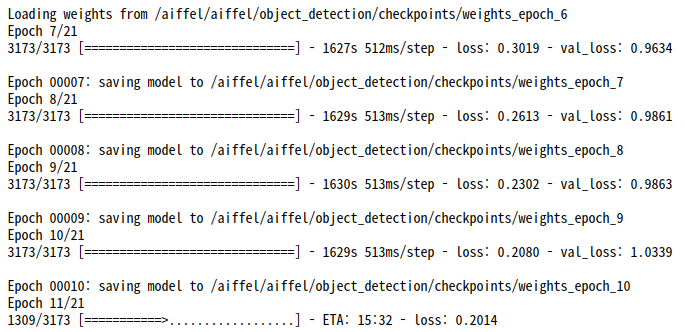 Loading weights from /aiffel/aiffel/object_detection/checkpoints/weights_epoch_6
Epoch 7/21
3173/3173 [==============================] - 1627s 512ms/step - loss: 0.3019 - val_loss: 0.9634
Epoch 00007: saving model to /aiffel/aiffel/object_detection/checkpoints/weights_epoch_7
Epoch 8/21
3173/3173 [==============================] - 1629s 513ms/step - loss: 0.2613 - val_loss: 0.9861
Epoch 00008: saving model to /aiffel/aiffel/object_detection/checkpoints/weights_epoch_8
Epoch 9/21
3173/3173 [==============================] - 1630s 513ms/step - loss: 0.2302 - val_loss: 0.9863
Epoch 00009: saving model to /aiffel/aiffel/object_detection/checkpoints/weights_epoch_9
Epoch 10/21
3173/3173 [==============================] - 1629s 513ms/step - loss: 0.2080 - val_loss: 1.0339
Epoch 00010: saving model to /aiffel/aiffel/object_detection/checkpoints/weights_epoch_10
Epoch 11/21
1309/3173 [===========>..................] - ETA: 15:32 - loss: 0.2014